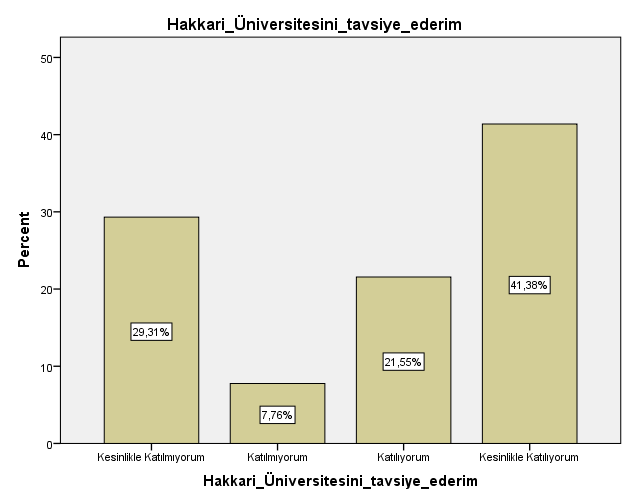 Hakkari_Üniversitesini_tavsiye_ederim
50
40
30
20
10
0
Percent
29,31%
7,76%
21,55%
41,38%
Kesinlikle Katılmıyorum
Katılmıyorum
Katılıyorum
Kesinlikle Katılıyorum
Hakkari_Üniversitesini_tavsiye_ederim